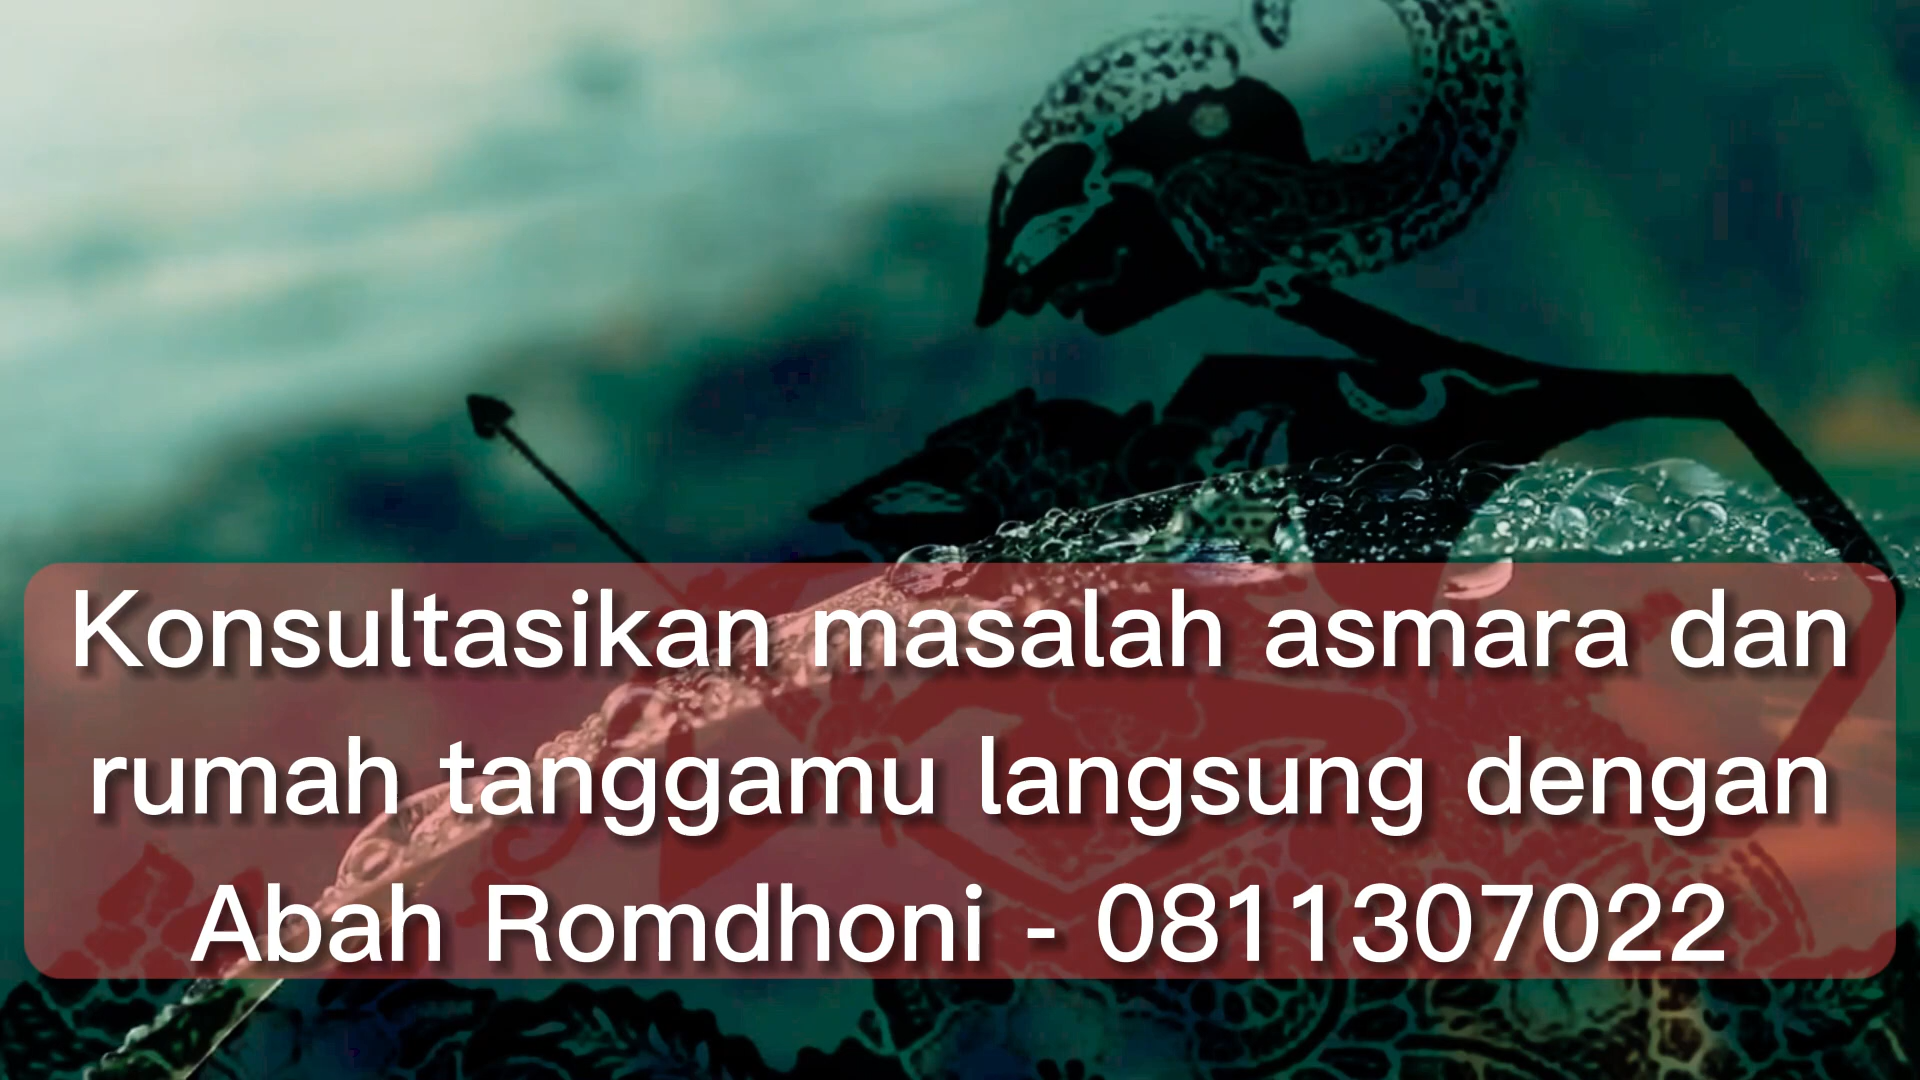 Konsultasikan masalah asmara dan
rumah tanggamu langsung dengan
Abah Romdhoni - 0811307022